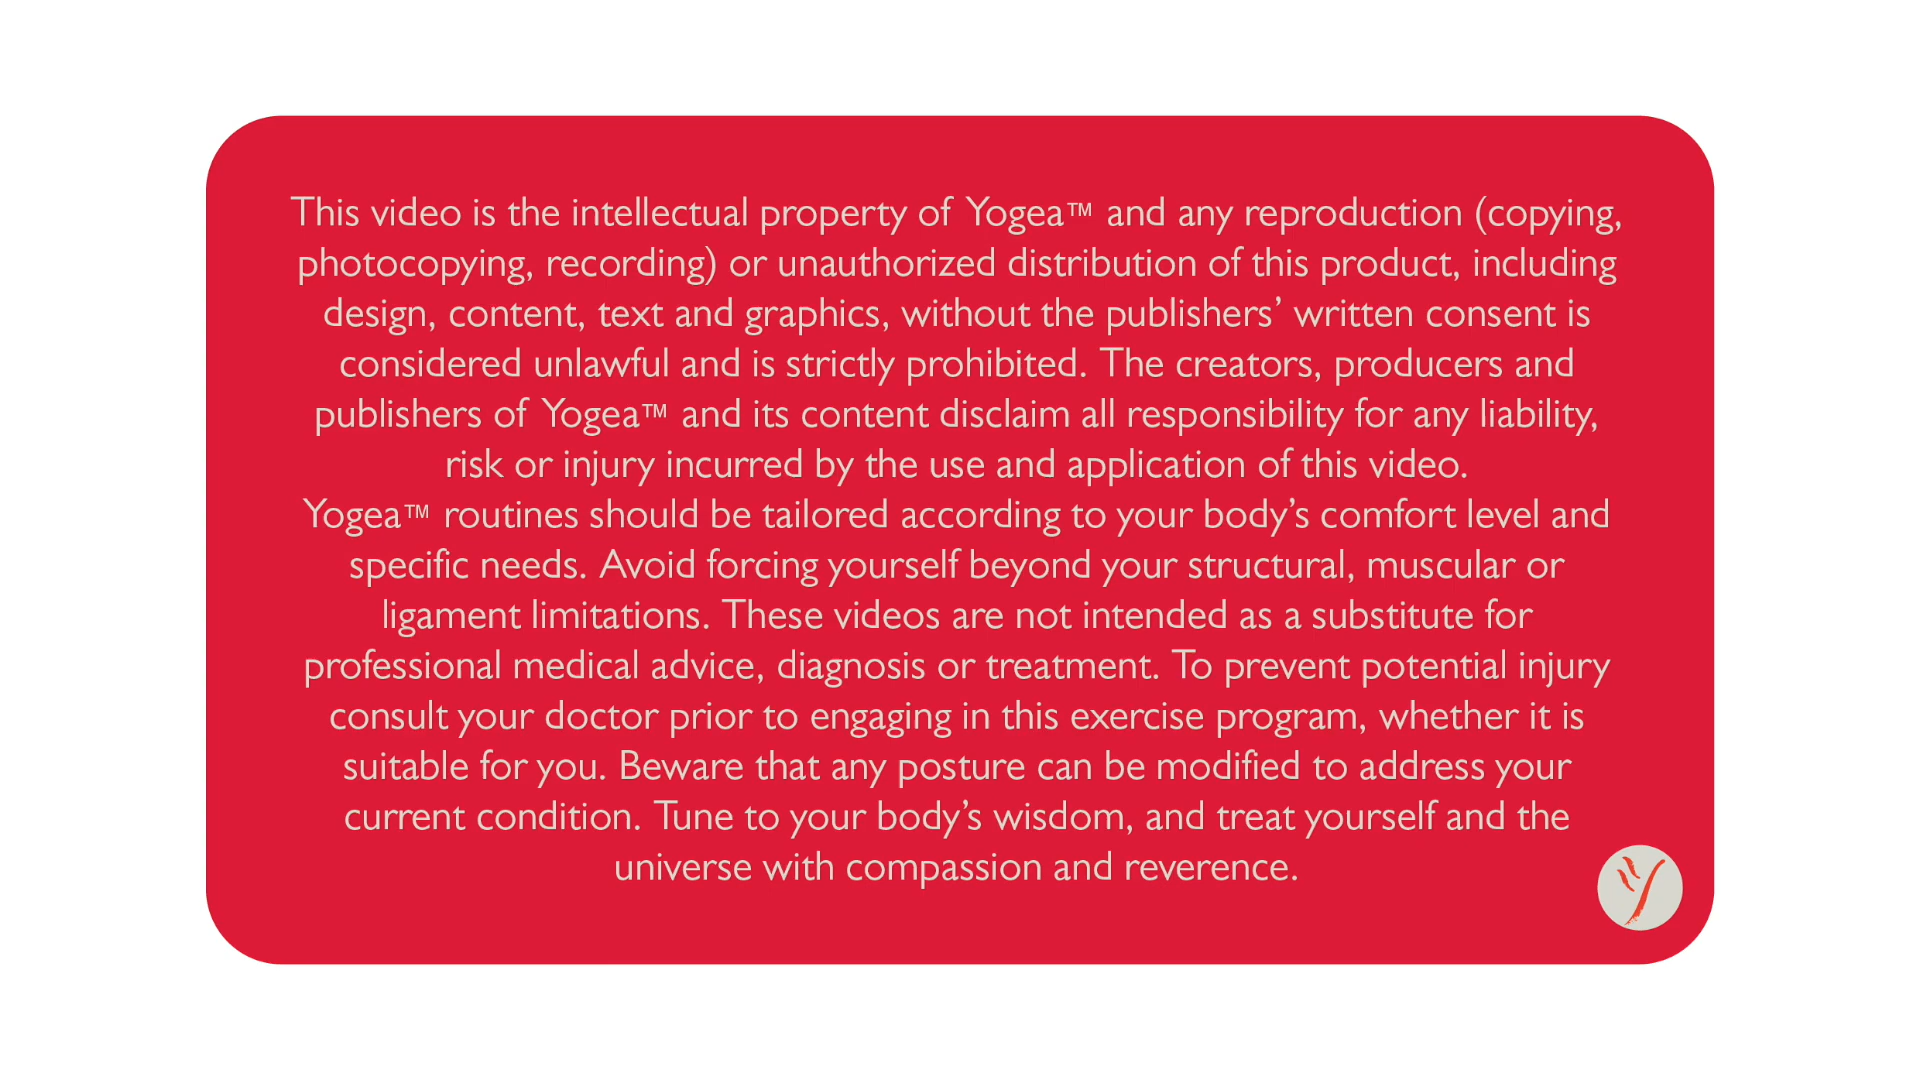 This video is the intellectual property of Yogea™ and any reproduction (copying,
photocopying, recording) or unauthorized distribution of this product, including
design, content, text and graphics, without the publishers’ written consent is
considered unlawful and is strictly prohibited. The creators, producers and
publishers of Yogea™ and its content disclaim all responsibility for any liability,
risk or injury incurred by the use and application of this video.
Yogea™ routines should be tailored according to your body’s comfort level and
specific needs. Avoid forcing yourself beyond your structural, muscular or
ligament limitations. These videos are not intended as a substitute for
professional medical advice, diagnosis or treatment. To prevent potential injury
consult your doctor prior to engaging in this exercise program, whether it is
suitable for you. Beware that any posture can be modified to address your
current condition. Tune to your body’s wisdom, and treat yourself and the
universe with compassion and reverence.